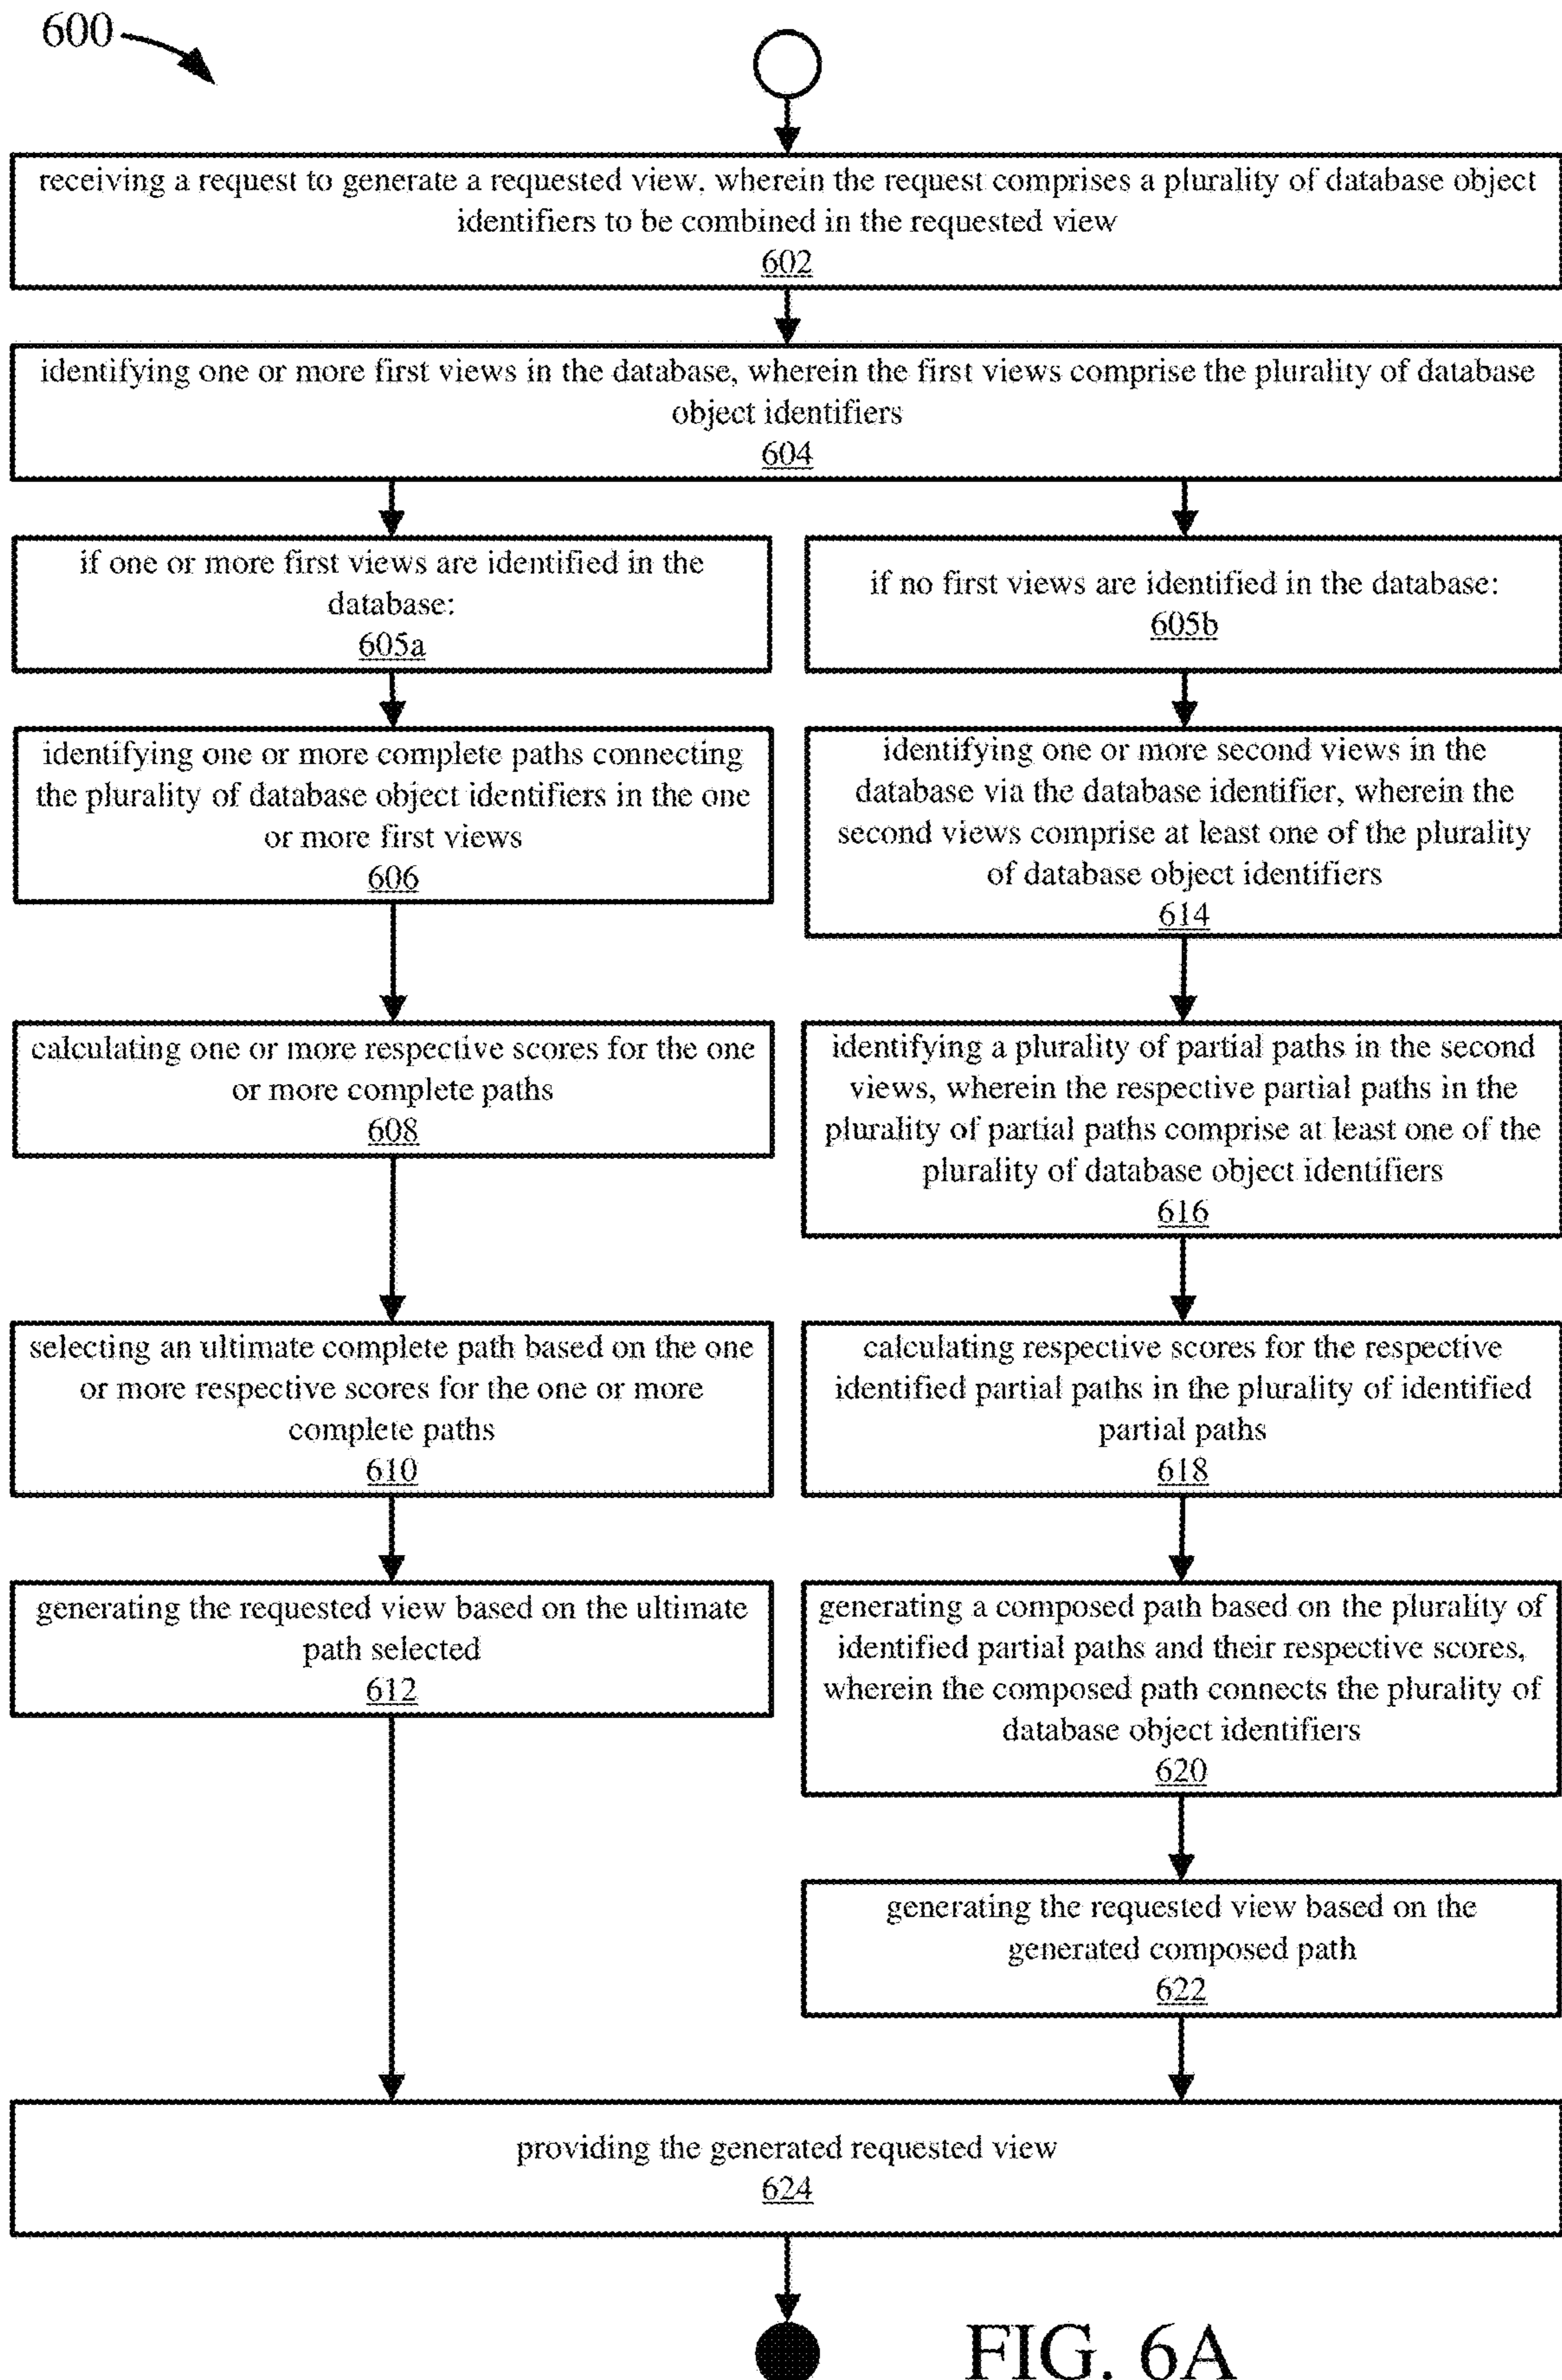 600
receiving a request to generate a requested view, wherein the request comprises a plurality of database object
identifiers to be combined in the requested view
602
identifying one or more first views in the database, wherein the first views comprise the plurality of database
object identifiers
604
if one or more first views are identified in the
database:
605a
if no first views are identified in the database:
605b
identifying one or more complete paths connecting
the plurality of database object identifiers in the one
or more first views
606
identifying one or more second views in the
database via the database identifier, wherein the
second views comprise at least one of the plurality
of database object identifiers
614
calculating one or more respective scores for the one
or more complete paths
608
identifying a plurality of partial paths in the second
views, wherein the respective partial paths in the
plurality of partial paths comprise at least one of the
plurality of database object identifiers
616
selecting an ultimate complete path based on the one
or more respective scores for the one or more
complete paths
610
calculating respective scores for the respective
identified partial paths in the plurality of identified
partial paths
618
generating the requested view based on the ultimate
path selected
612
generating a composed path based on the plurality of
identified partial paths and their respective scores,
wherein the composed path connects the plurality of
database object identifiers
620
generating the requested view based on the
generated composed path
622
providing the generated requested view
624
FIG. 6A